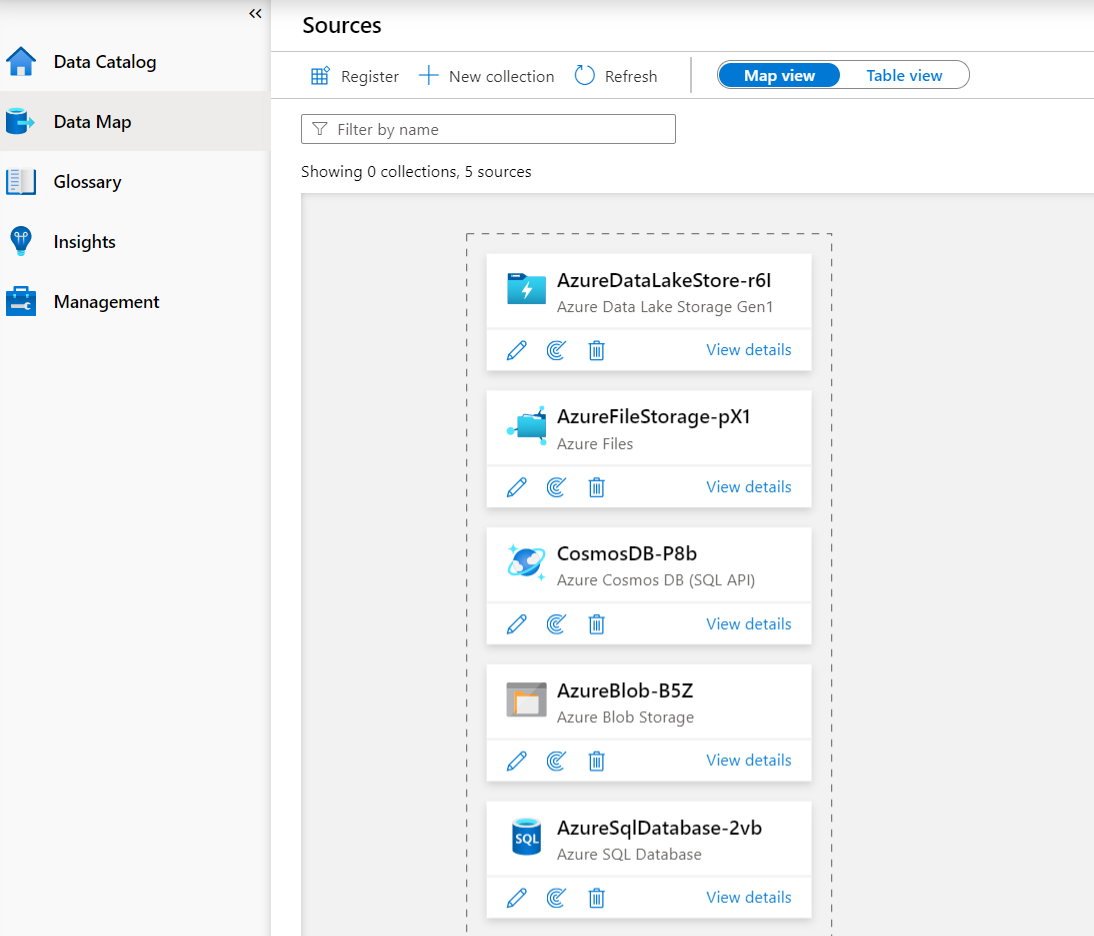 «
Data Catalog
Data Map
Glossary
Insights
Management
Sources
Register New collection Refresh Map view Table view
Filter by name
Showing 0 collections, 5 sources
AzureDataLakeStore-r6I
Azure Data Lake Storage Gen1
View details
AzureFileStorage-pX1
Azure Files
View details
CosmosDB-P8b
Azure Cosmos DB (SQL API)
View details
AzureBlob-B5Z
Azure Blob Storage
View details
SQL
AzureSqlDatabase-2vb
Azure SQL Database
View details